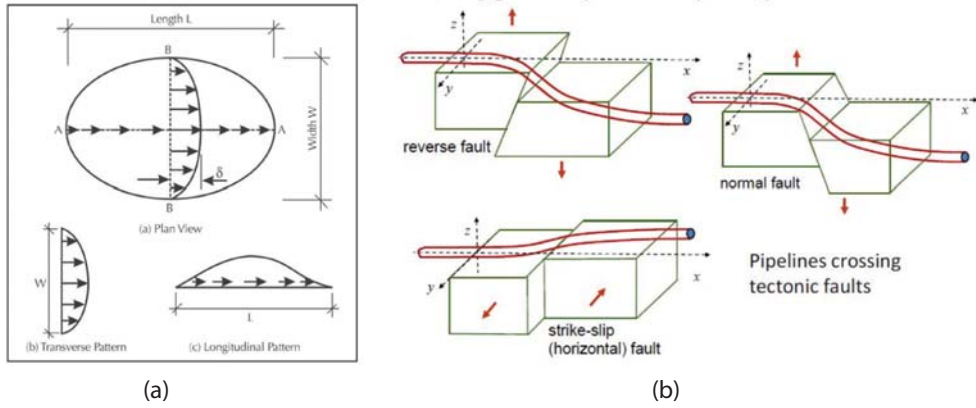 Length L
B
A
A
Width W
δ
B
(a) Plan View
W
L
(b) Transverse Pattern
(c) Longitudinal Pattern
(a)
z
x
y
reverse fault
z
x
y
normal fault
z
x
y
strike-slip
(horizontal) fault
Pipelines crossing
tectonic faults
(b)